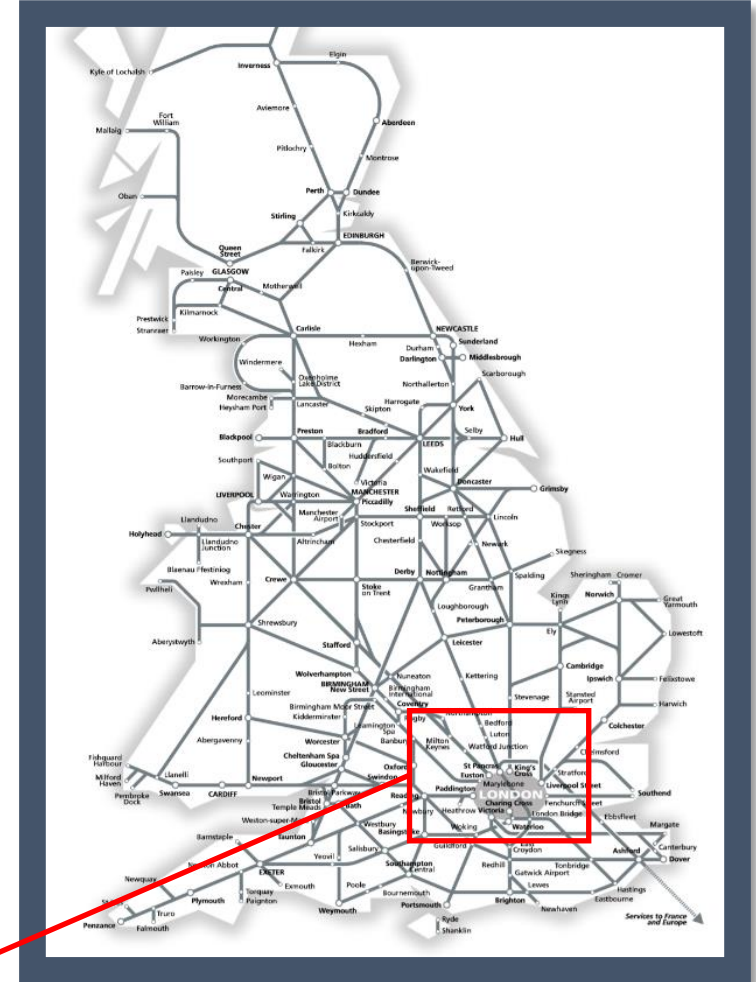 Elgin
Inverness
Kyle of Lochalsh
Aviemore
Fort
William
Mallaig
Aberdeen
Pitlochry
Montrose
Perth
Dundee
Oban
Stirling
Kirkcaldy
EDINBURGH
Queen
Street
Falkirk
Berwick-
upon-Tweed
Paisley
GLASGOW
Central
Motherwell
Kilmarnock
Prestwick
Stranraer
Carlisle
NEWCASTLE
Workington
Hexham
Sunderland
Durham
Darlington
Middlesbrough
Windermere
Oxenholme
Lake District
Scarborough
Barrow-in-Furness
Northallerton
Morecambe
Heysham Port
Lancaster
Harrogate
York
Skipton
Blackpool
Preston
Bradford
LEEDS
Selby
Hull
Blackburn
Huddersfield
Southport
Bolton
Wakefield
Wigan
Victoria
Doncaster
MANCHESTER
Piccadilly
LIVERPOOL
Warrington
Grimsby
Manchester
Airport
Sheffield
Retford
Lincoln
Llandudno
Stockport
Worksop
Holyhead
Chester
Llandudno
Junction
Altrincham
Chesterfield
Newark
Skegness
Blaenau Ffestiniog
Wrexham
Crewe
Stoke
on Trent
Derby
Nottingham
Grantham
Spalding
Sheringham
Cromer
Pwllheli
Kings
Lynn
Norwich
Great
Yarmouth
Loughborough
Shrewsbury
Peterborough
Ely
Lowestoft
Aberystwyth
Stafford
Leicester
Cambridge
Wolverhampton
BIRMINGHAM
New Street
Nuneaton
Birmingham
International
Kettering
Ipswich
Felixstowe
Leominster
Coventry
Stevenage
Stansted
Airport
Harwich
Birmingham Moor Street
Kidderminster
Rugby
Hereford
Leamington
Spa
Bedford
Colchester
Abergavenny
Worcester
Banbury
Milton
Keynes
Luton
Watford Junction
Chelmsford
Cheltenham Spa
Gloucester
Oxford
St Pancras
Euston
King's
Cross
Stratford
Fishguard
Harbour
Llanelli
Newport
Swindon
Marylebone
Liverpool Street
Milford
Haven
Paddington
LONDON
Southend
Pembroke
Dock
Swansea
CARDIFF
Bristol Parkway
Reading
Charing Cross
Fenchurch Street
Bristol
Temple Meads
Bath
Newbury
Heathrow
Victoria
London Bridge
Ebbsfleet
Westbury
Basingstoke
Woking
Waterloo
Margate
Barnstaple
Taunton
Salisbury
Guildford
Croydon
Canterbury
Newton Abbot
Yeovil
Southampton
Central
Redhill
Tonbridge
Ashford
Dover
Newquay
EXETER
Gatwick Airport
Exmouth
Poole
Bournemouth
Lewes
Hastings
Plymouth
Torquay
Paignton
Weymouth
Portsmouth
Brighton
Newhaven
Eastbourne
Truro
Penzance
Falmouth
Ryde
Shanklin
Services to France
and Europe